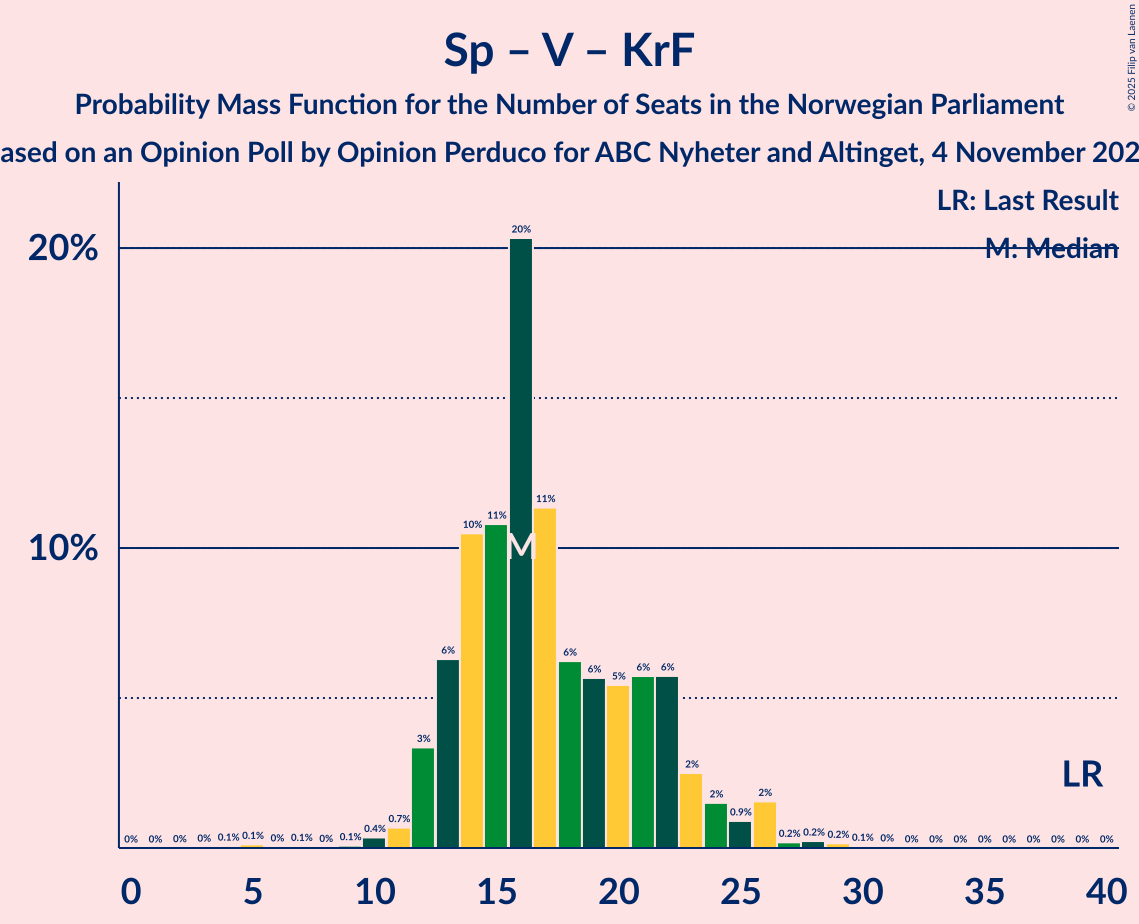 Sp – V – KrF
Probability Mass Function for the Number of Seats in the Norwegian Parliament
ased on an Opinion Poll by Opinion Perduco for ABC Nyheter and Altinget, 4 November 202
© 2025 Filip van Laenen
LR: Last Result
M: Median
20%
10%
0% 0% 0% 0% 0.1% 0.1% 0% 0.1% 0% 0.1% 0.4% 0.7% 3% 6% 10% 11% 20% 11% 6% 6% 5% 6% 6% 2% 2% 0.9% 2% 0.2% 0.2% 0.2% 0.1% 0% 0% 0% 0% 0% 0% 0% 0% 0% 0%
M
LR
0 5 10 15 20 25 30 35 40